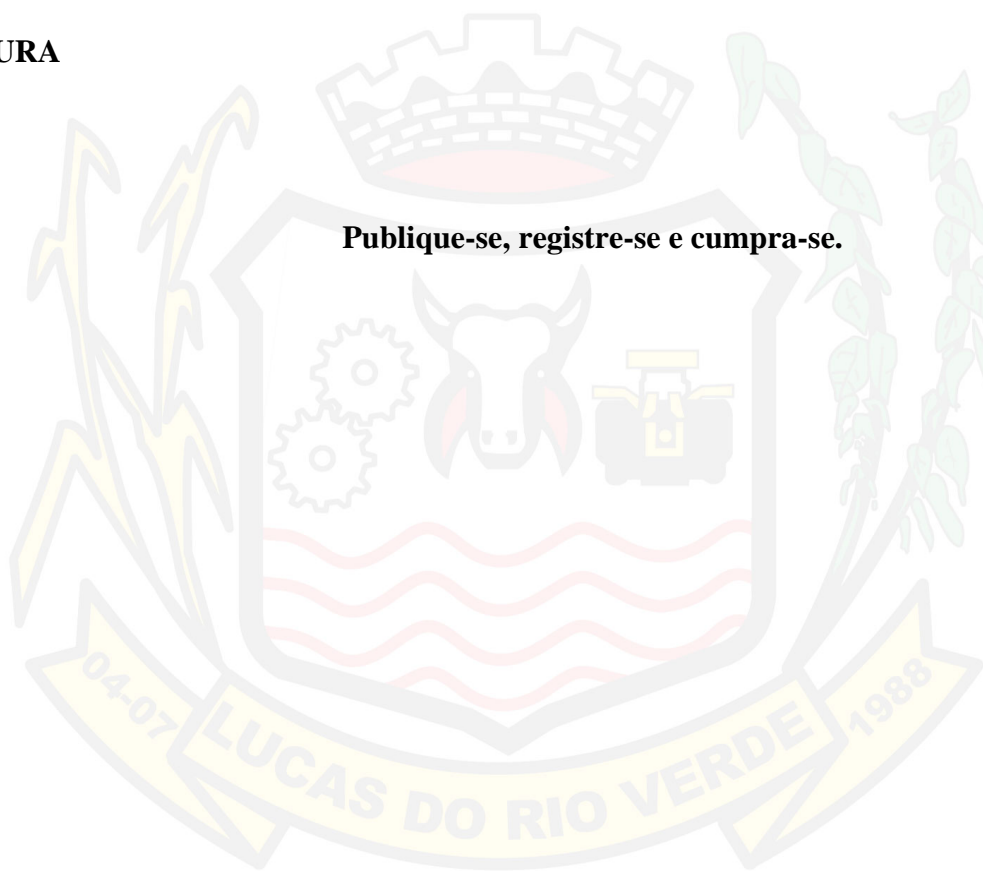 URA
Publique-se, registre-se e cumpra-se.
04-07 LUCAS DO RIO VERDE 1988